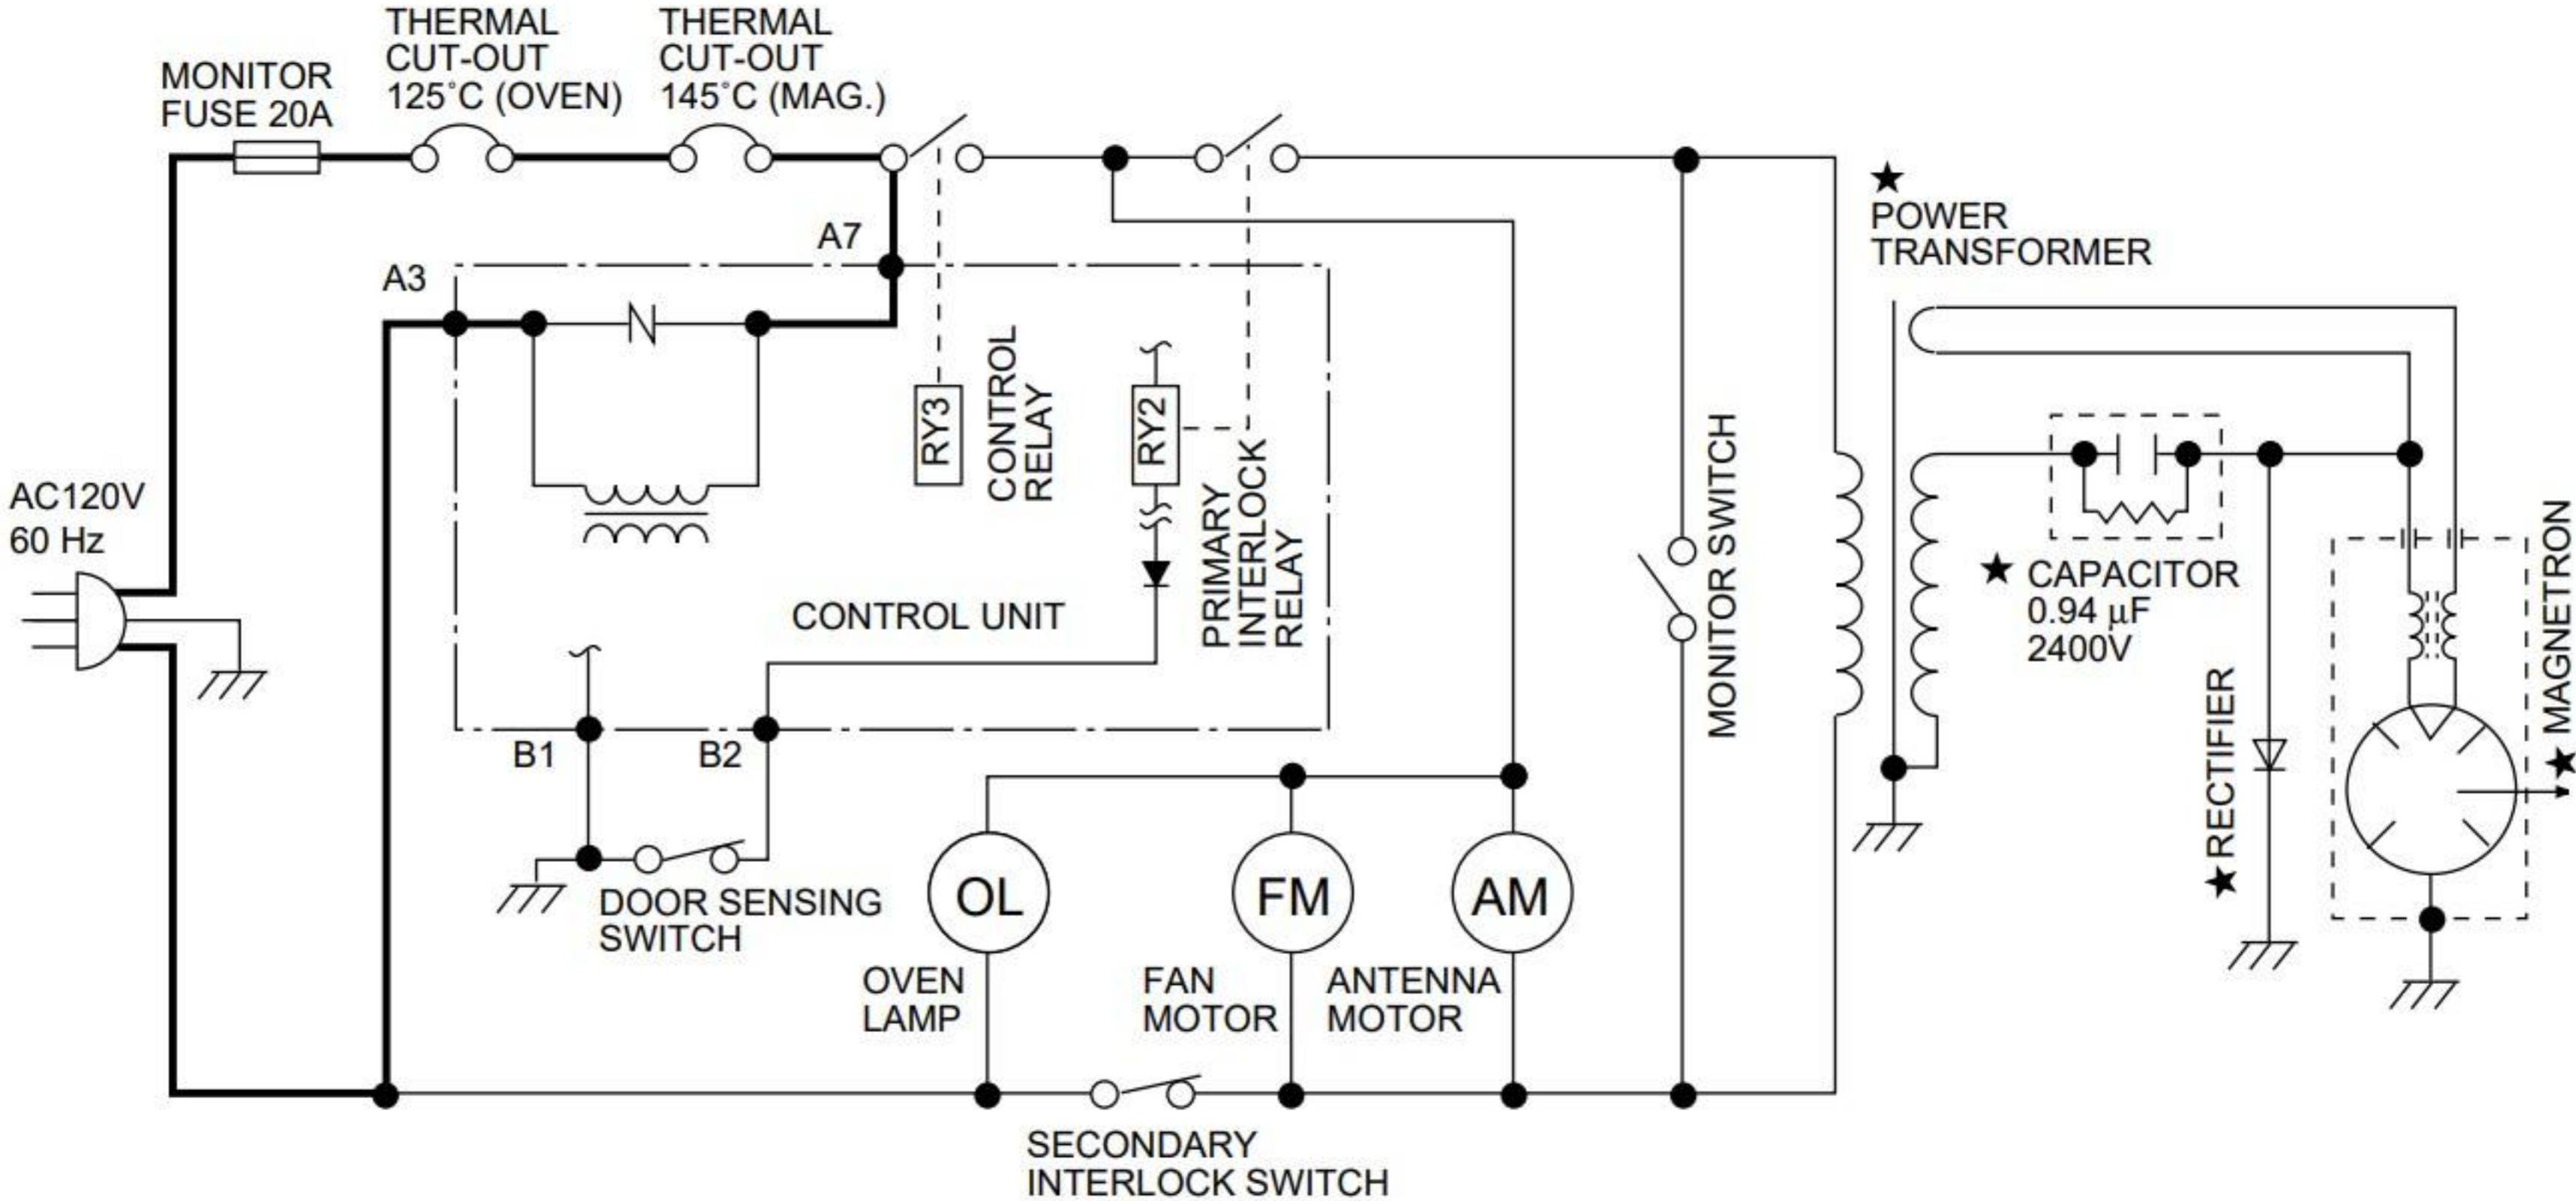 THERMAL
CUT-OUT
125˚C (OVEN)
THERMAL
CUT-OUT
145˚C (MAG.)
MONITOR
FUSE 20A
A7
A3
POWER
TRANSFORMER
RY3
CONTROL
RELAY
RY2
PRIMARY
INTERLOCK
RELAY
MONITOR SWITCH
AC120V
60 Hz
CONTROL UNIT
CAPACITOR
0.94 µF
2400V
RECTIFIER
MAGNETRON
B1
B2
DOOR SENSING
SWITCH
OL
FM
AM
OVEN
LAMP
FAN
MOTOR
ANTENNA
MOTOR
SECONDARY
INTERLOCK SWITCH